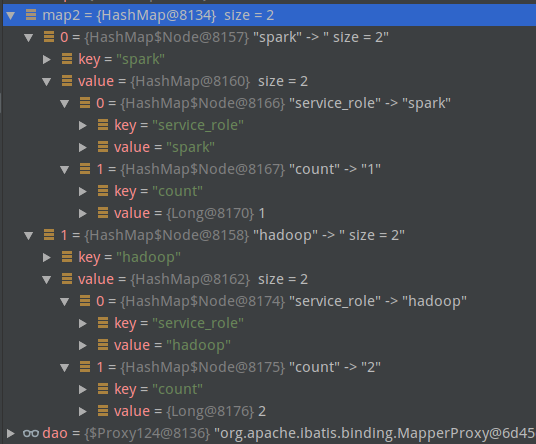 map2 = {HashMap@8134} size = 2
0 = {HashMap$Node@8157} "spark" -> " size = 2"
key = "spark"
value = {HashMap@8160} size = 2
0 = {HashMap$Node@8166} "service_role" -> "spark"
key = "service_role"
value = "spark"
1 = {HashMap$Node@8167} "count" -> "1"
key = "count"
value = {Long@8170} 1
1 = {HashMap$Node@8158} "hadoop" -> " size = 2"
key = "hadoop"
value = {HashMap@8162} size = 2
0 = {HashMap$Node@8174} "service_role" -> "hadoop"
key = "service_role"
value = "hadoop"
1 = {HashMap$Node@8175} "count" -> "2"
key = "count"
value = {Long@8176} 2
dao = {$Proxy124@8136} "org.apache.ibatis.binding.MapperProxy@6d45